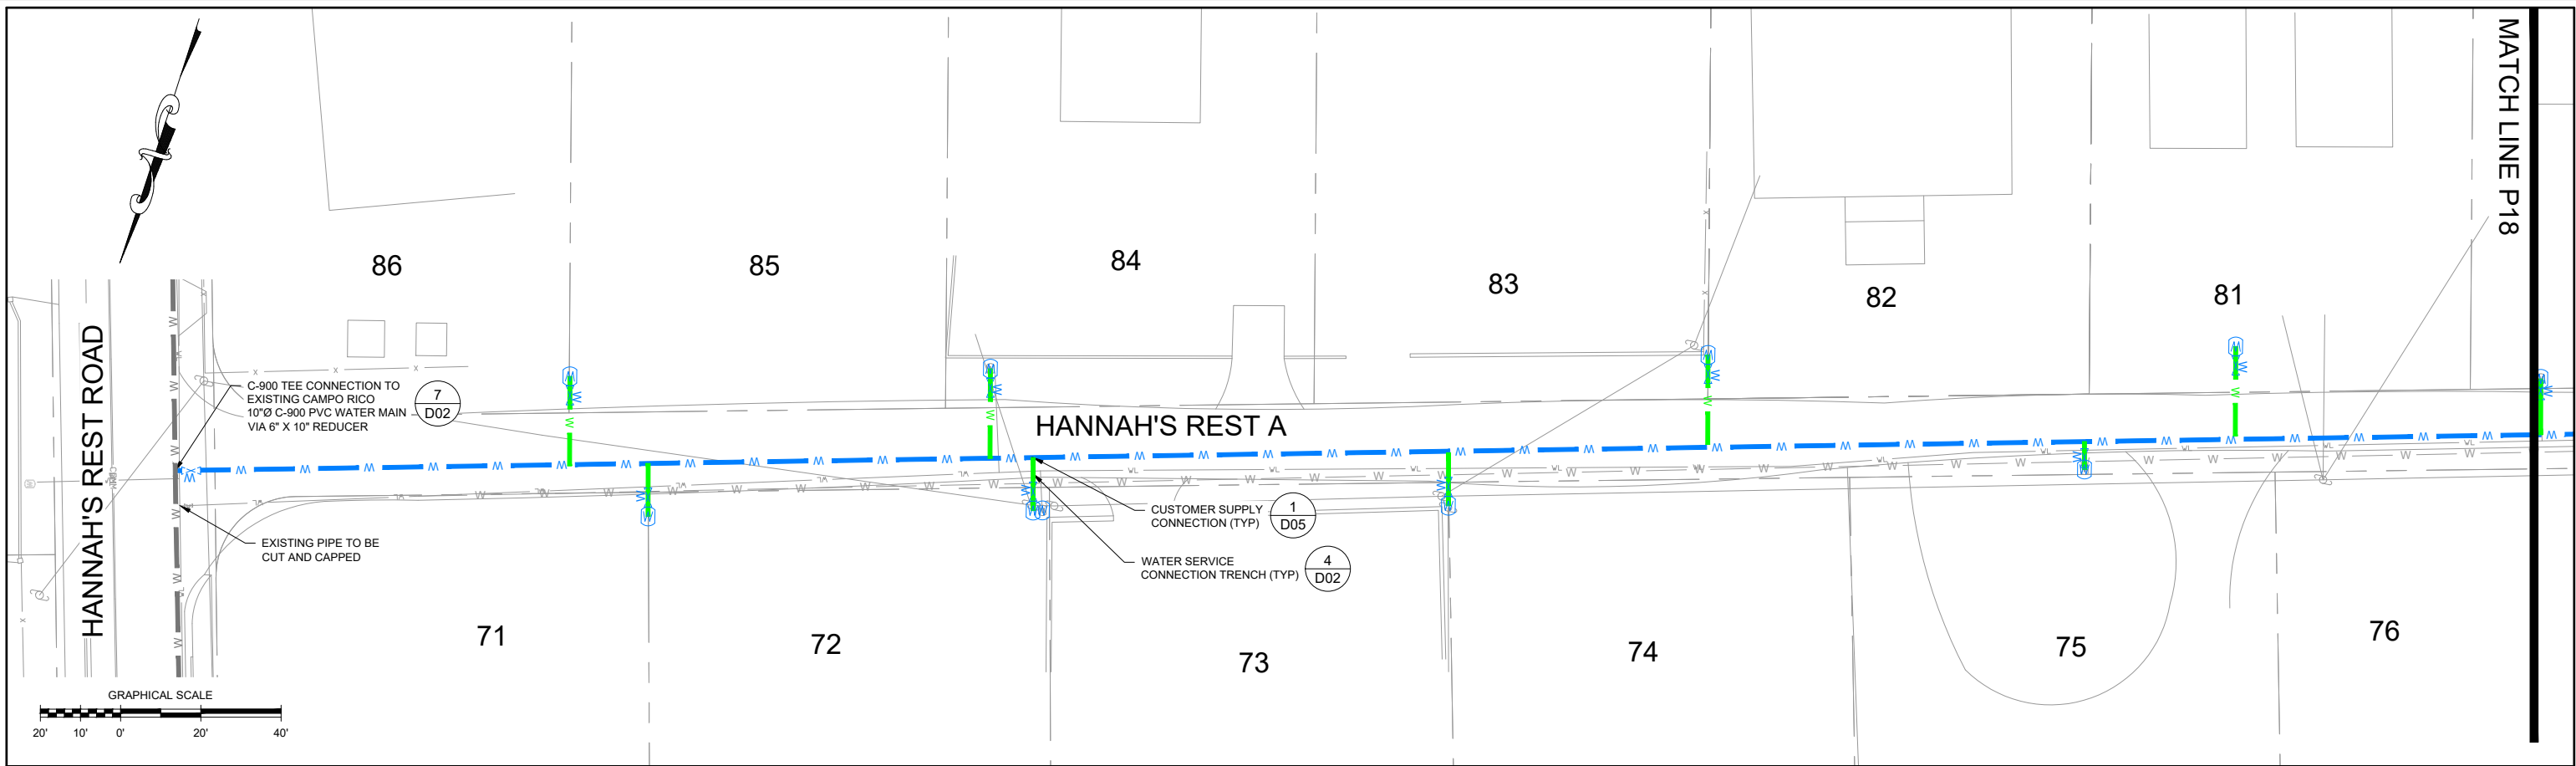 MATCH LINE P18
86
85
84
83
82
81
HANNAH'S REST ROAD
C-900 TEE CONNECTION TO
EXISTING CAMPO RICO
10"Ø C-900 PVC WATER MAIN
VIA 6" X 10" REDUCER
7
D02
HANNAH'S REST A
CUSTOMER SUPPLY
CONNECTION (TYP)
1
D05
EXISTING PIPE TO BE
CUT AND CAPPED
WATER SERVICE
CONNECTION TRENCH (TYP)
4
D02
71
72
73
74
75
76
GRAPHICAL SCALE
20' 10' 0' 20' 40'